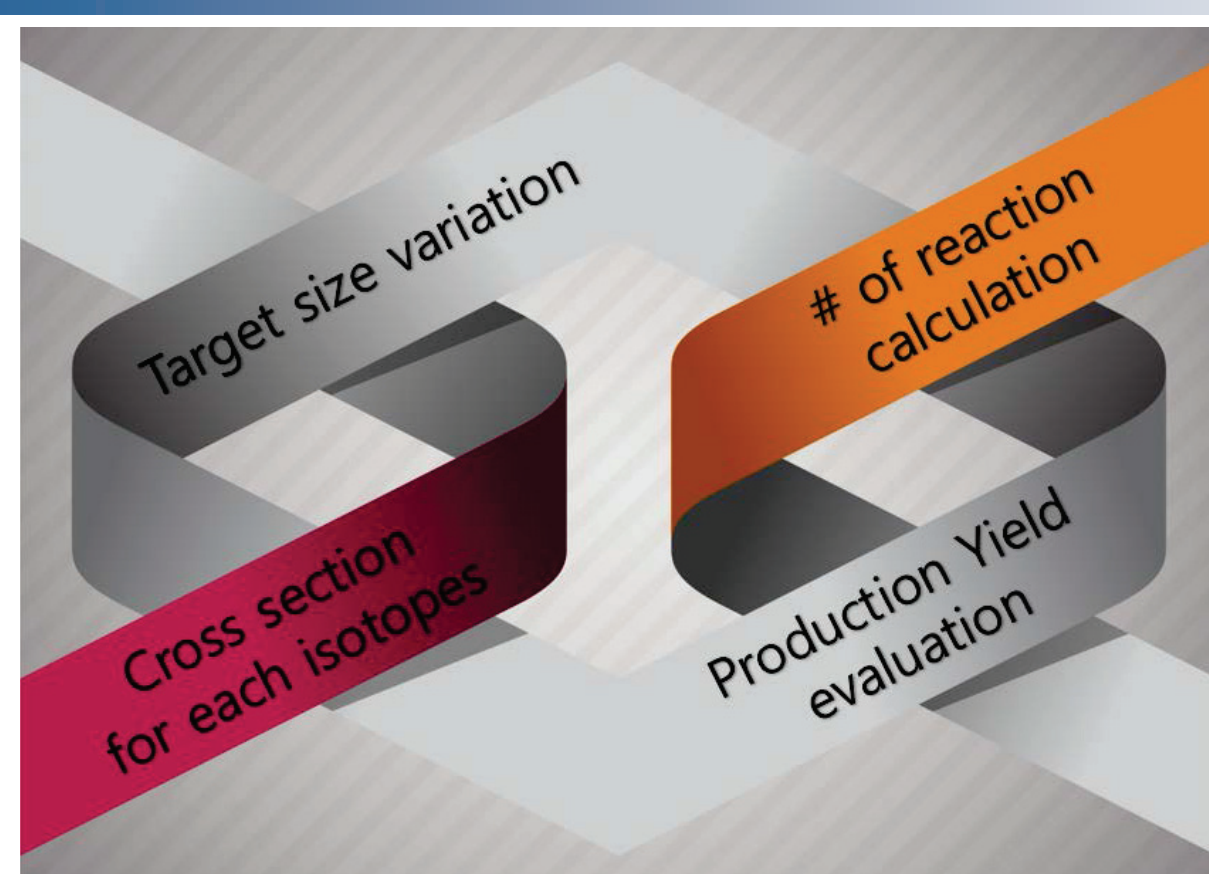 Target size variation
# of reaction
calculation
Cross section
for each isotopes
Production Yield
evaluation